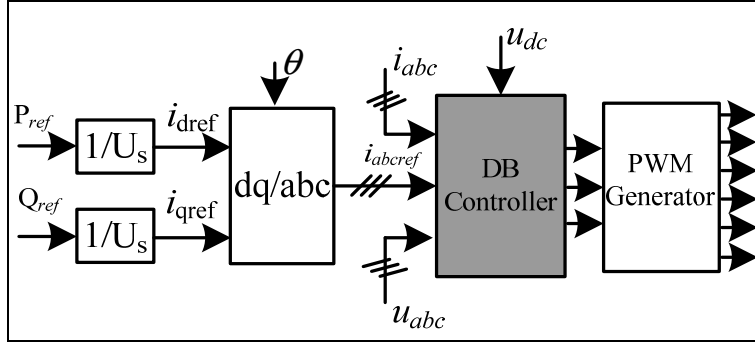 P_ref
1/U_s
i_dref
θ
i_abc
u_dc
Q_ref
1/U_s
i_qref
dq/abc
i_abcref
u_abc
DB
Controller
PWM
Generator